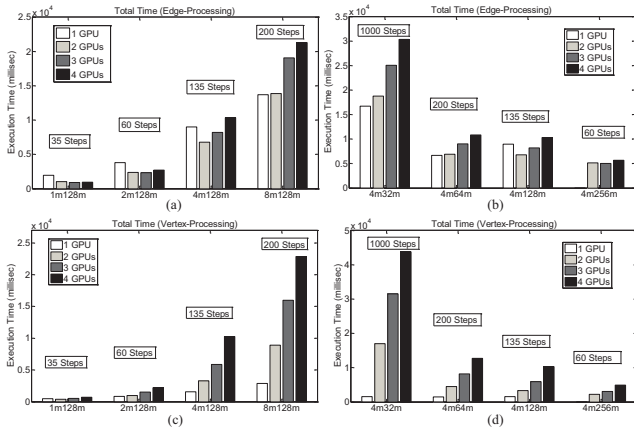 Total Time (Edge-Processing)
x 10^4
Execution Time (millisec)
2.5
2
1.5
1
0.5
0
1 GPU
2 GPUs
3 GPUs
4 GPUs
35 Steps
60 Steps
135 Steps
200 Steps
1m128m
2m128m
4m128m
8m128m
(a)
Total Time (Edge-Processing)
x 10^4
Execution Time (millisec)
3.5
3
2.5
2
1.5
1
0.5
0
1000 Steps
200 Steps
135 Steps
60 Steps
1 GPU
2 GPUs
3 GPUs
4 GPUs
4m32m
4m64m
4m128m
4m256m
(b)
Total Time (Vertex-Processing)
x 10^4
Execution Time (millisec)
2.5
2
1.5
1
0.5
0
1 GPU
2 GPUs
3 GPUs
4 GPUs
35 Steps
60 Steps
135 Steps
200 Steps
1m128m
2m128m
4m128m
8m128m
(c)
Total Time (Vertex-Processing)
x 10^4
Execution Time (millisec)
5
4
3
2
1
0
1000 Steps
200 Steps
135 Steps
60 Steps
1 GPU
2 GPUs
3 GPUs
4 GPUs
4m32m
4m64m
4m128m
4m256m
(d)